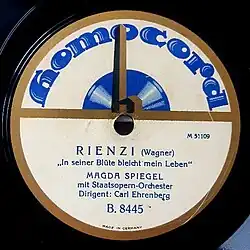 Homocord
M 51109
RIENZI (Wagner)
„In seiner Blüte bleicht mein Leben“
MAGDA SPIEGEL
mit Staatsopern-Orchester
Dirigent: Carl Ehrenberg
B. 8445
MADE IN GERMANY